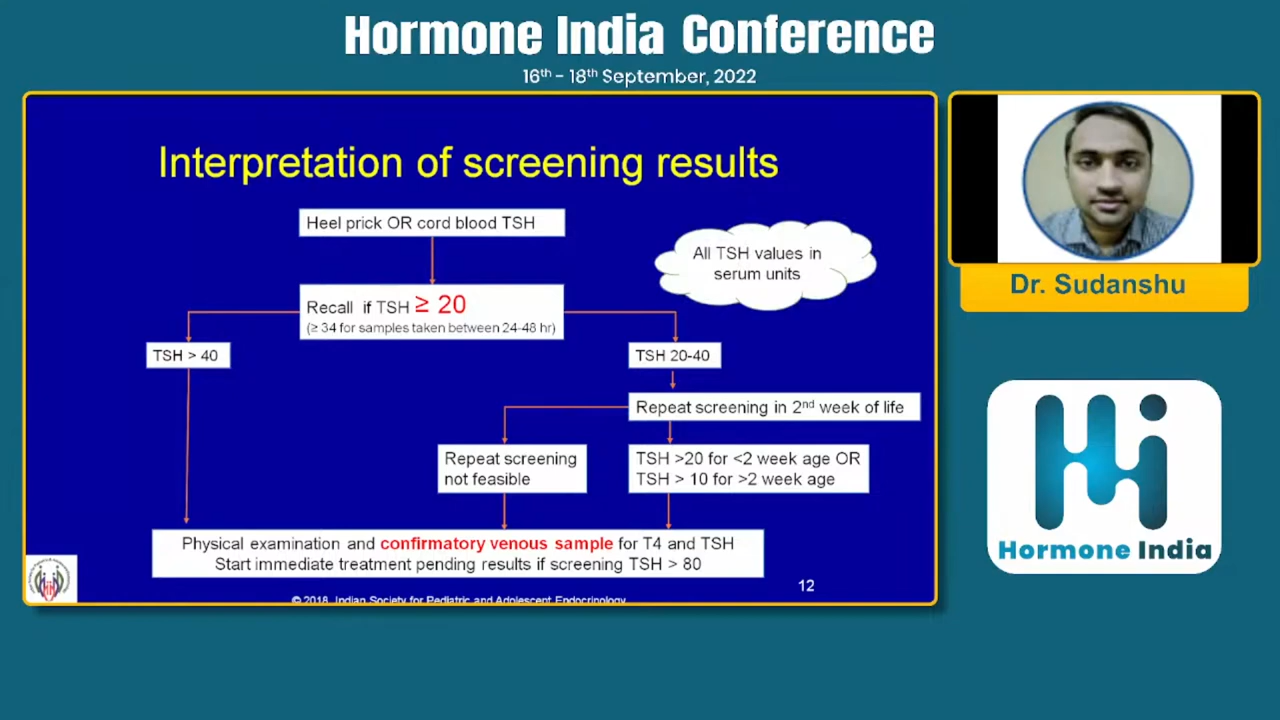 Hormone India Conference
16th - 18th September, 2022
Interpretation of screening results
Heel prick OR cord blood TSH
All TSH values in
serum units
Recall if TSH ≥ 20
(≥ 34 for samples taken between 24-48 hr)
TSH > 40
TSH 20-40
Repeat screening in 2nd week of life
Repeat screening
not feasible
TSH >20 for <2 week age OR
TSH > 10 for >2 week age
Physical examination and confirmatory venous sample for T4 and TSH
Start immediate treatment pending results if screening TSH > 80
12
© 2018, Indian Society for Pediatric and Adolescent Endocrinology
Dr. Sudanshu
Hormone India